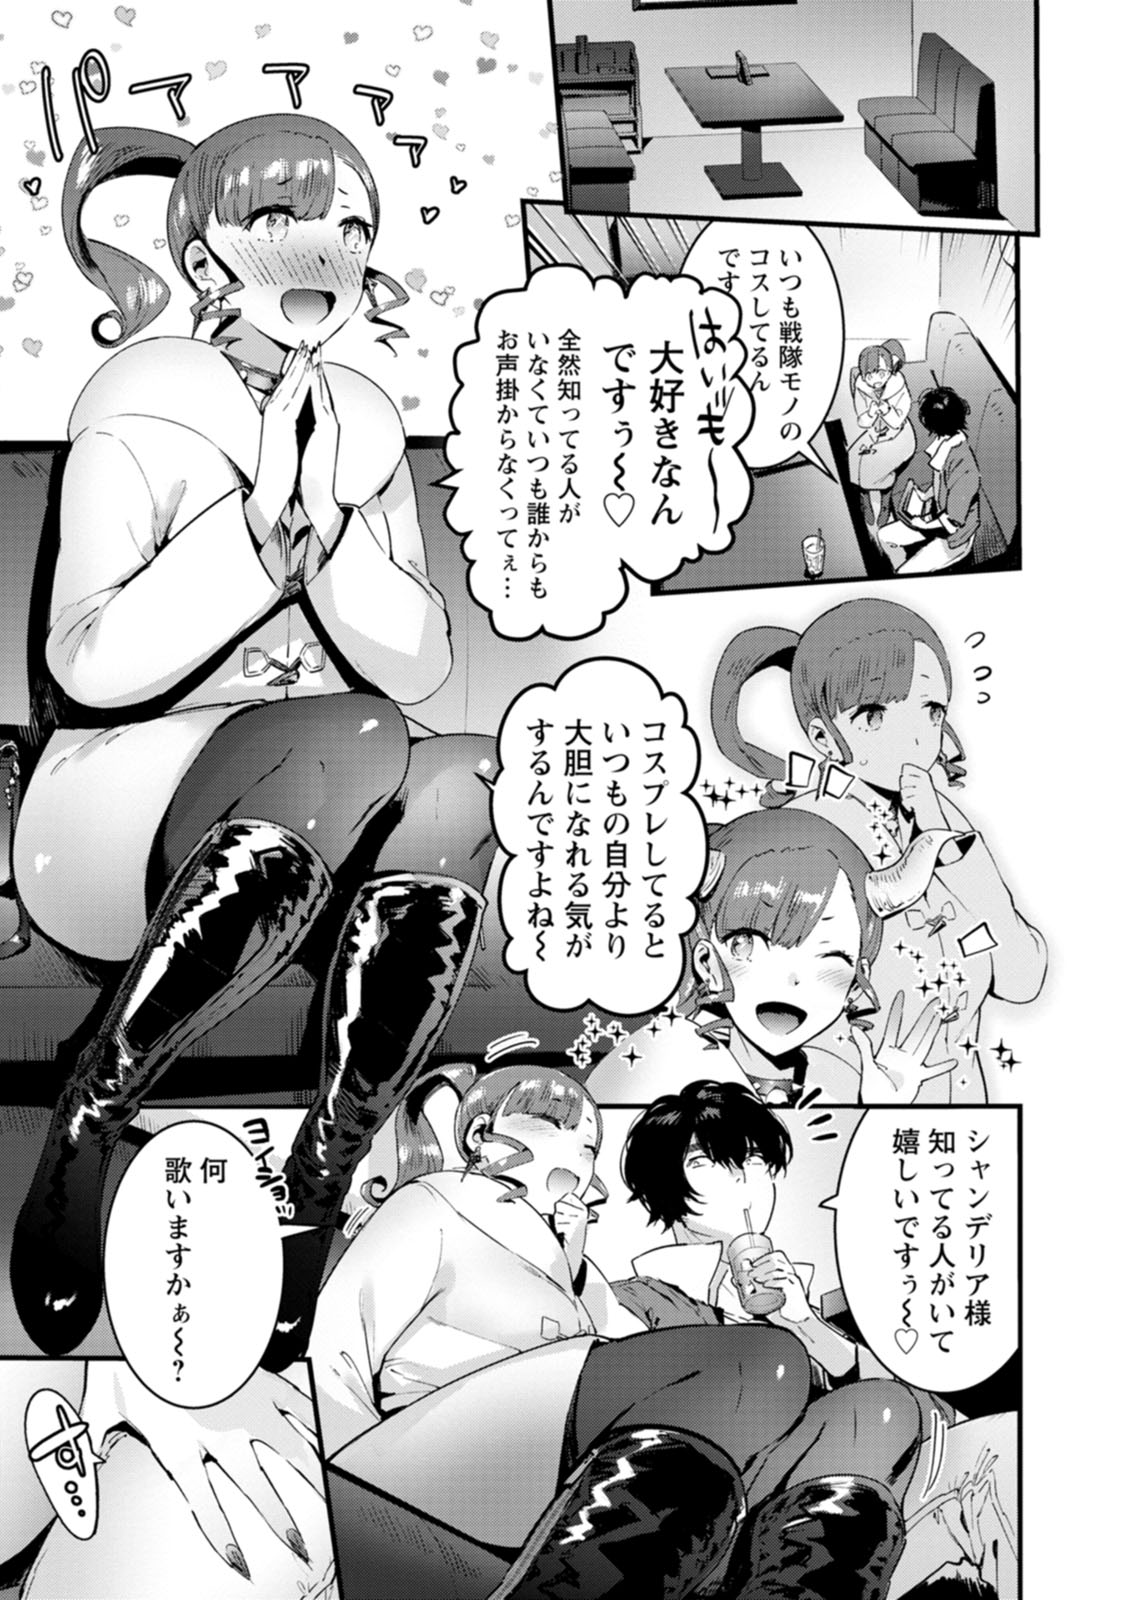 いつも戦隊モノの
コスしてるん
です
はいっも〜
大好きなん
ですぅ〜♡
全然知ってる人が
いなくていつも誰からも
お声掛からなくってぇ…
パァァァァ
コスプレしてると
いつもの自分より
大胆になれる気が
するんですよね〜
シャンデリア様
知ってる人がいて
嬉しいですぅ〜♡
ヨイショ
何
歌いますかぁ〜?
す…